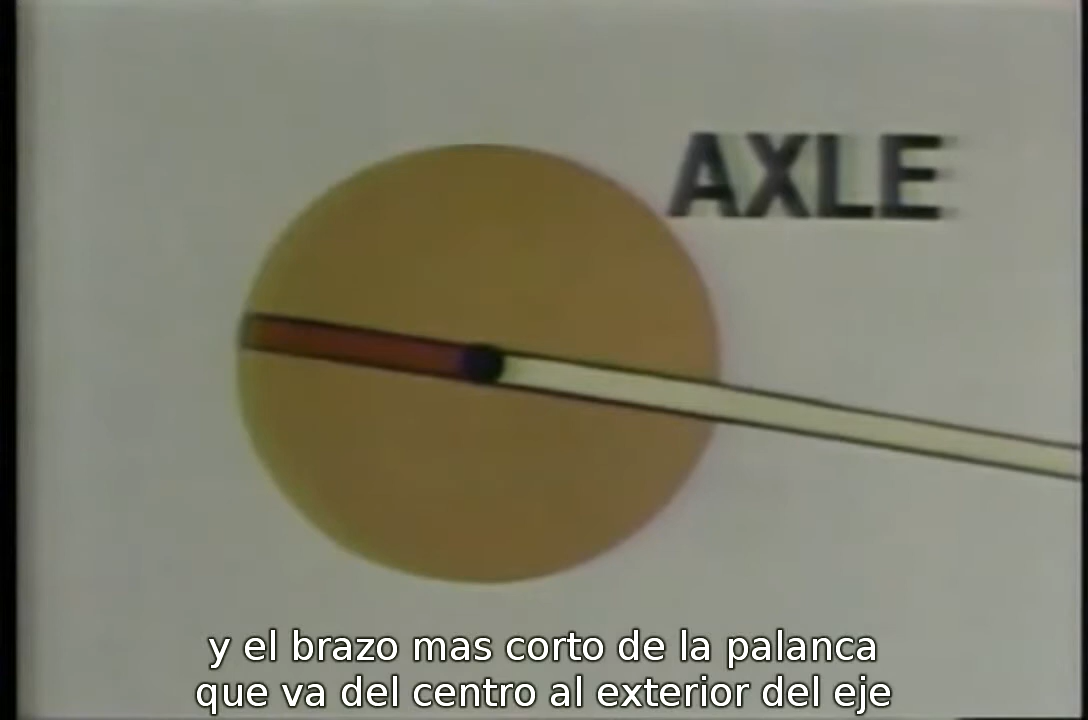 AXLE
y el brazo mas corto de la palanca
que va del centro al exterior del eje